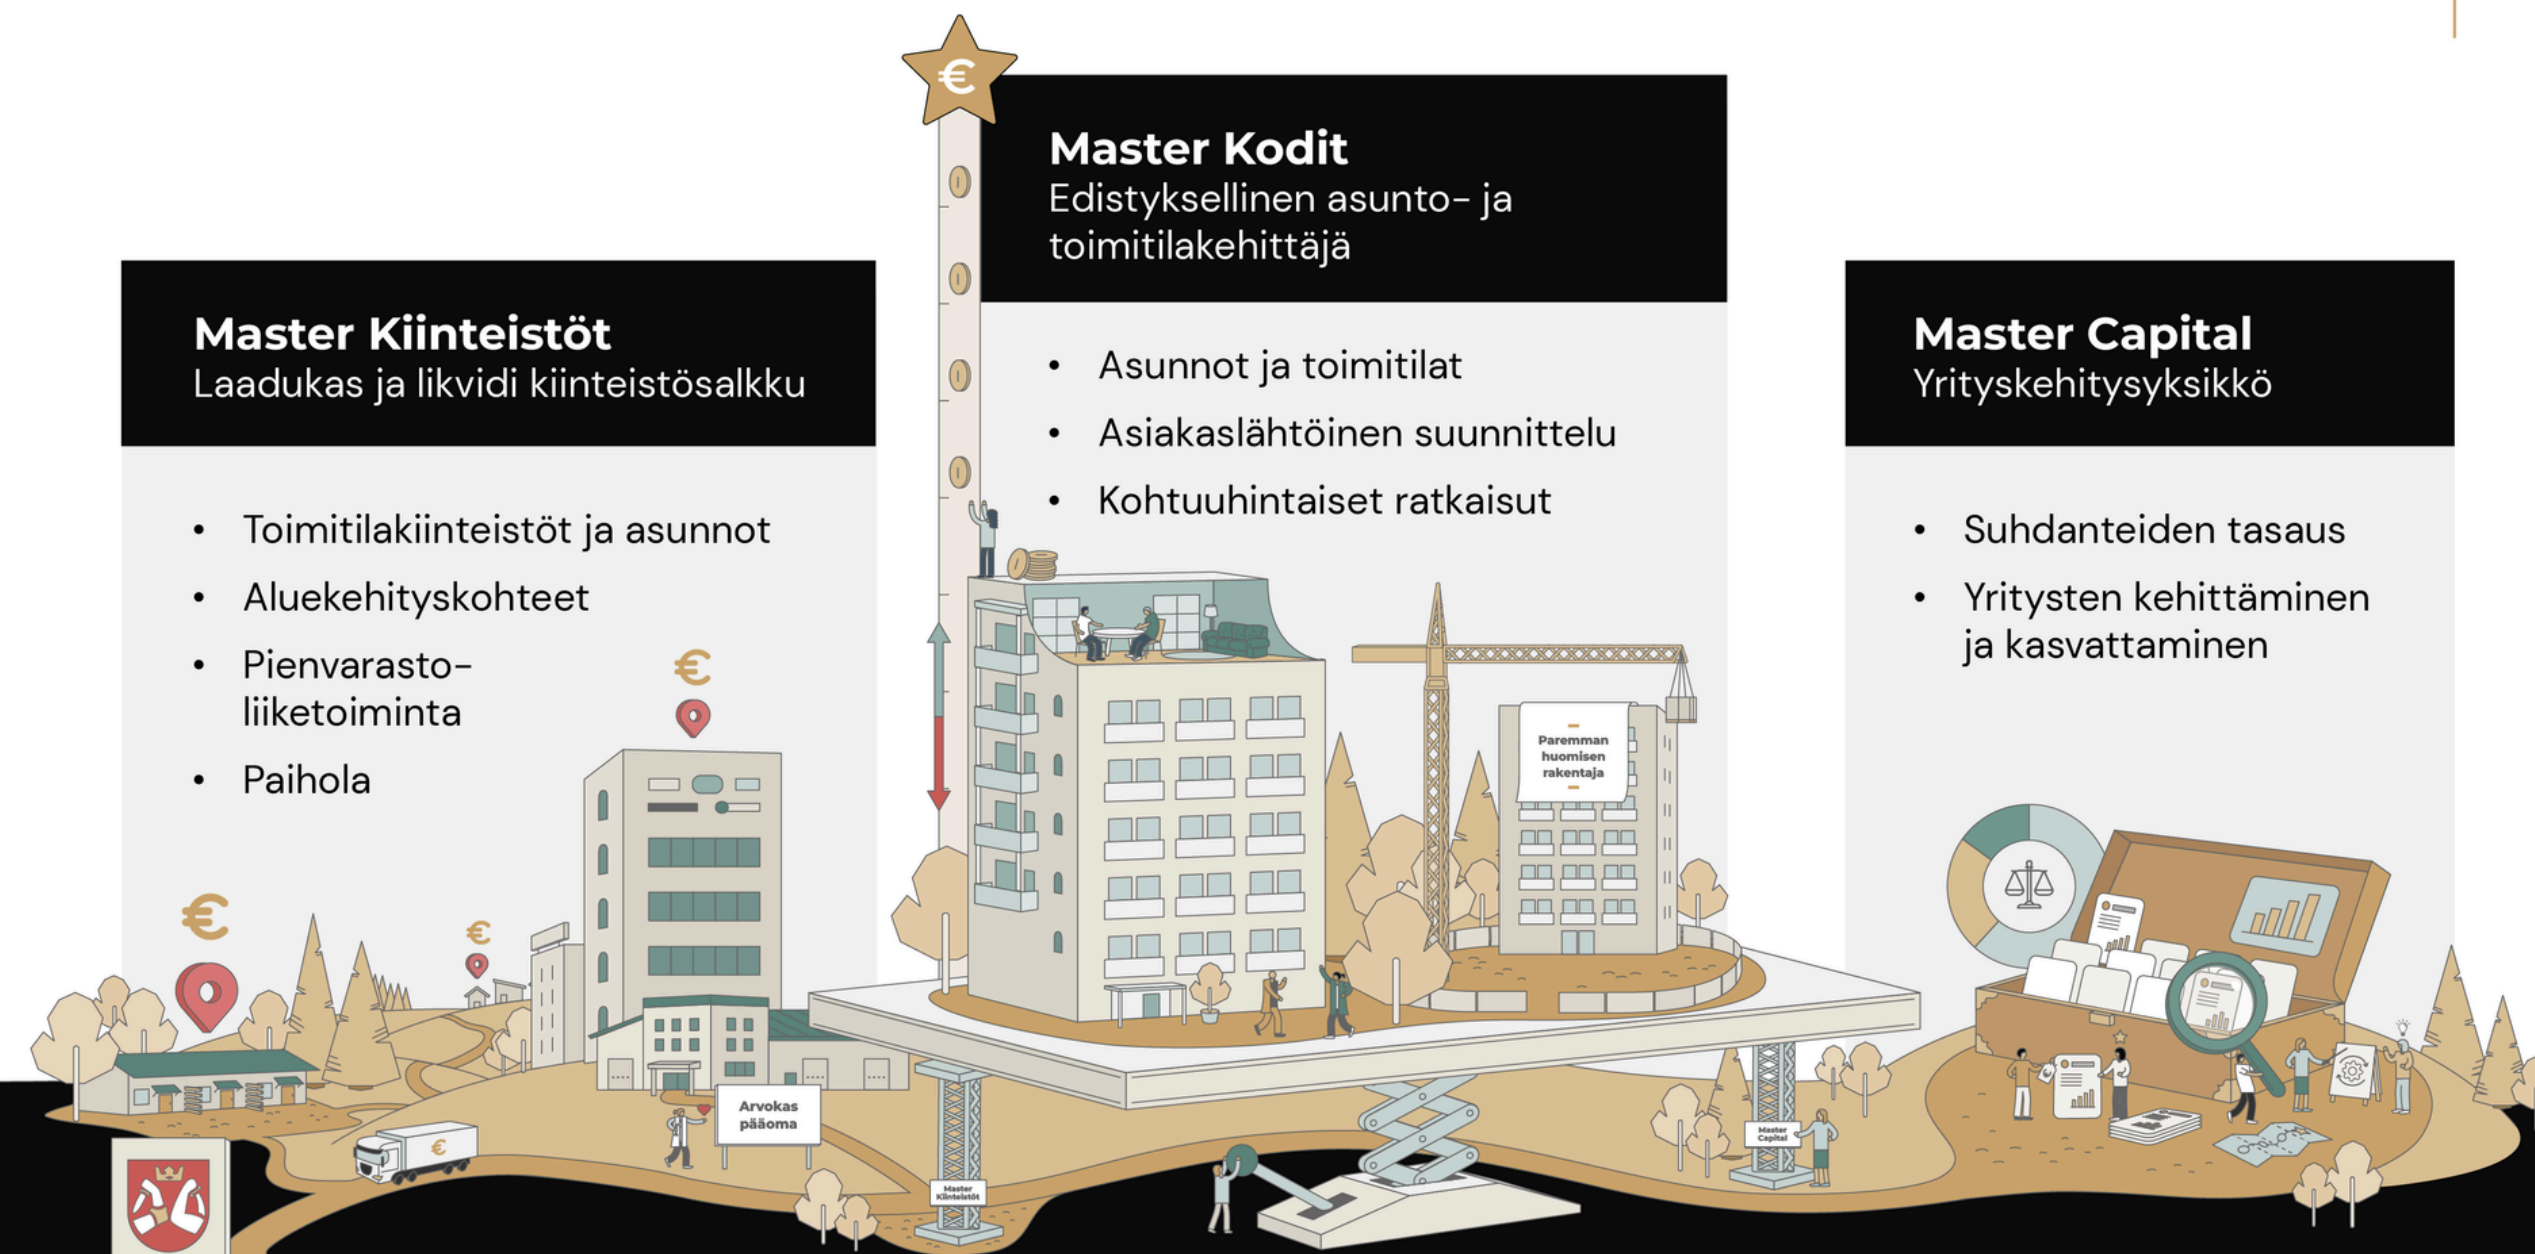 Master Kiinteistöt
Laadukas ja likvidi kiinteistösalkku
• Toimitilakiinteistöt ja asunnot
• Aluekehityskohteet
• Pienvarasto-
liiketoiminta
• Paihola
€
€
€
€
Arvokas
pääoma
€
Master
Kiinteistöt
Master Kodit
Edistyksellinen asunto- ja
toimitilakehittäjä
• Asunnot ja toimitilat
• Asiakaslähtöinen suunnittelu
• Kohtuuhintaiset ratkaisut
Paremman
huomisen
rakentaja
Master Capital
Yrityskehitysyksikkö
• Suhdanteiden tasaus
• Yritysten kehittäminen
ja kasvattaminen
Master
Capital